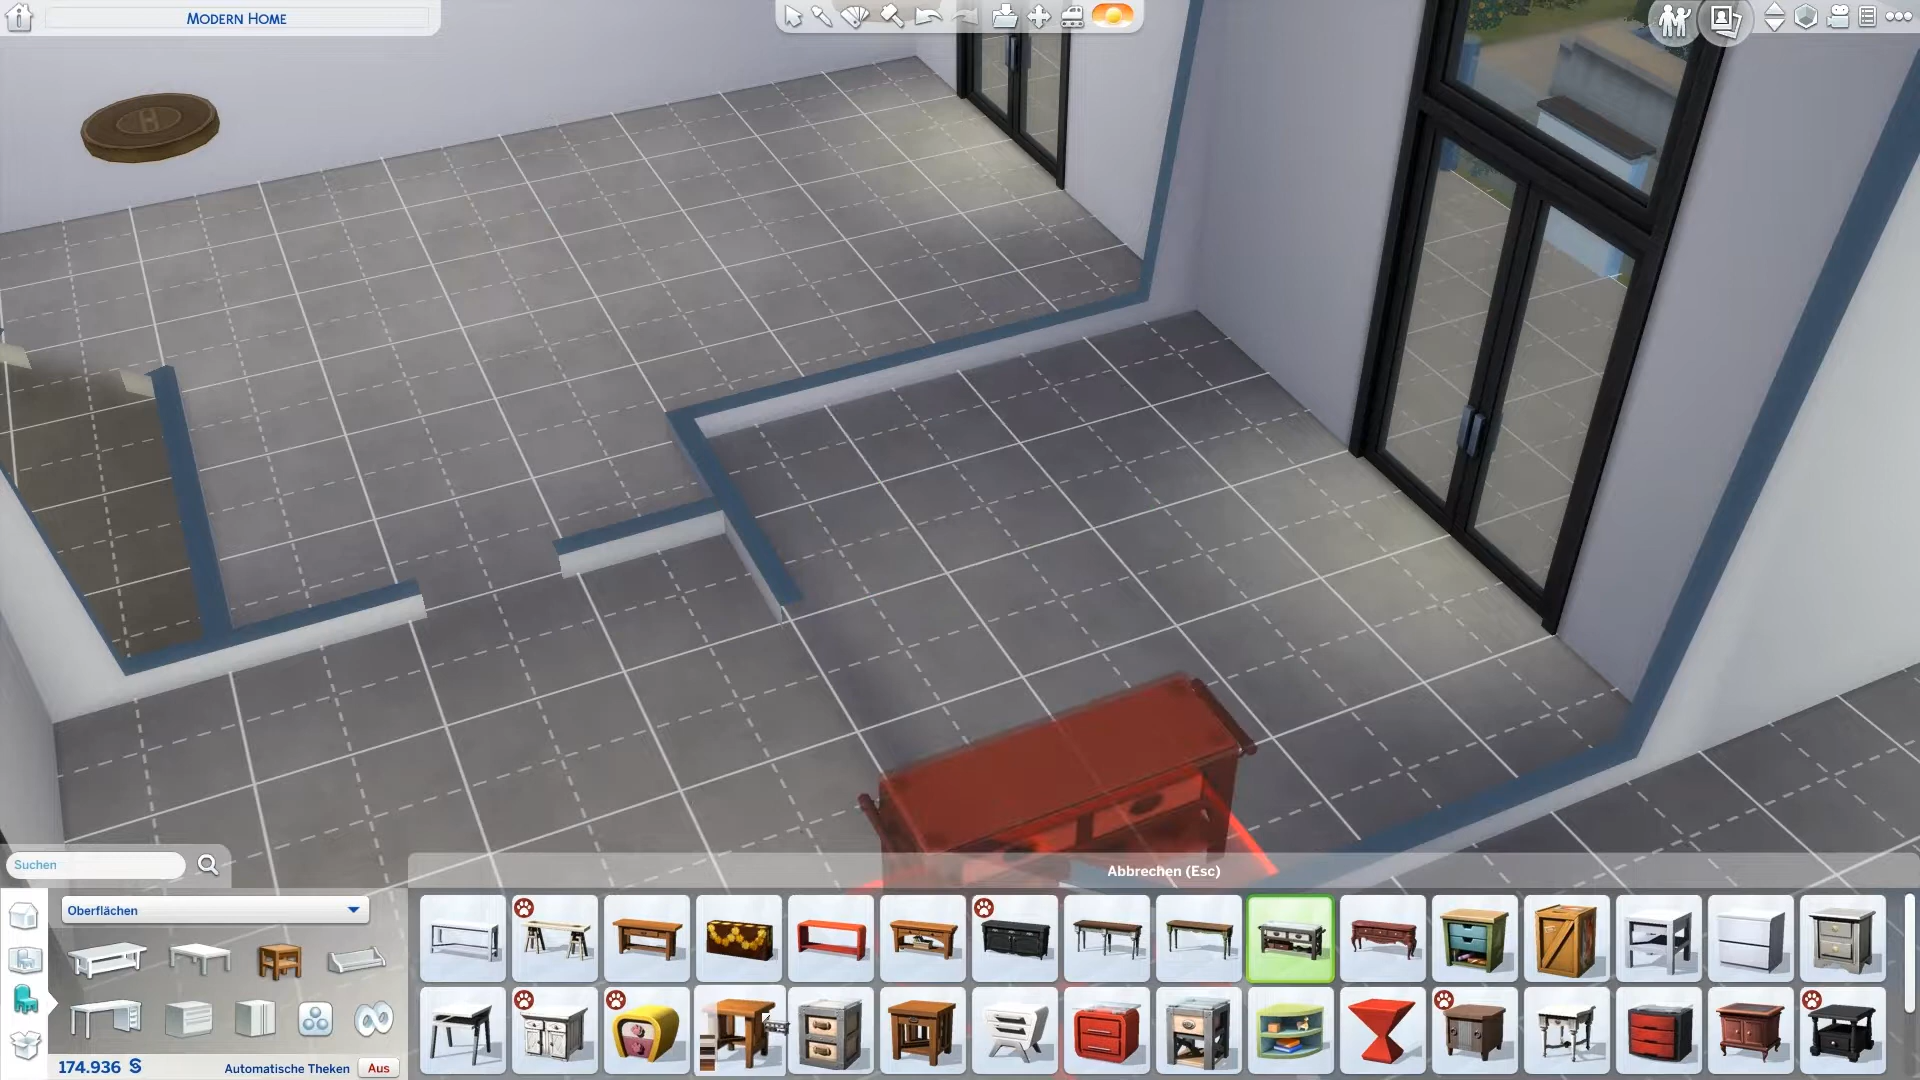 Modern Home
Suchen
Abbrechen (Esc)
Oberflächen
174.936
Automatische Theken
Aus